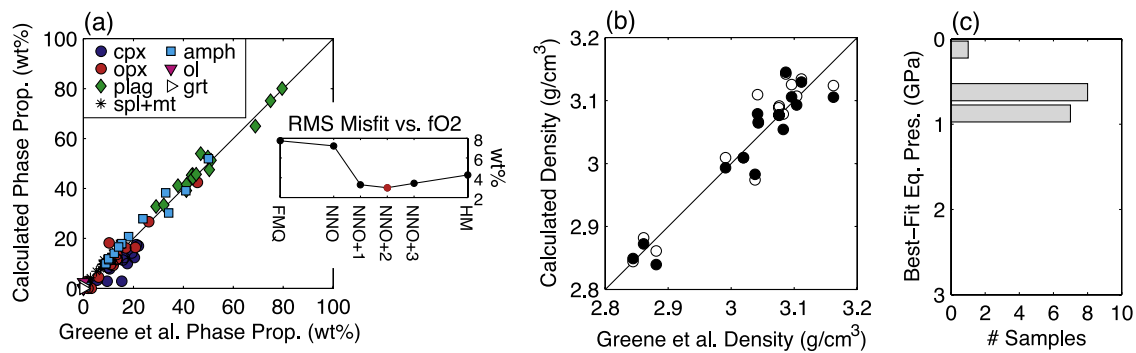 (a)
Calculated Phase Prop. (wt%)
100
80
60
40
20
0
cpx
amph
opx
ol
plag
grt
spl+mt
RMS Misfit vs. fO2
8
6
4
2
wt%
FMQ
NNO
NNO+1
NNO+2
NNO+3
HM
0 20 40 60 80 100
Greene et al. Phase Prop. (wt%)
(b)
Calculated Density (g/cm³)
3.2
3.1
3
2.9
2.8
2.8 2.9 3 3.1 3.2
Greene et al. Density (g/cm³)
(c)
Best–Fit Eq. Pres. (GPa)
0
1
2
3
0 2 4 6 8 10
# Samples